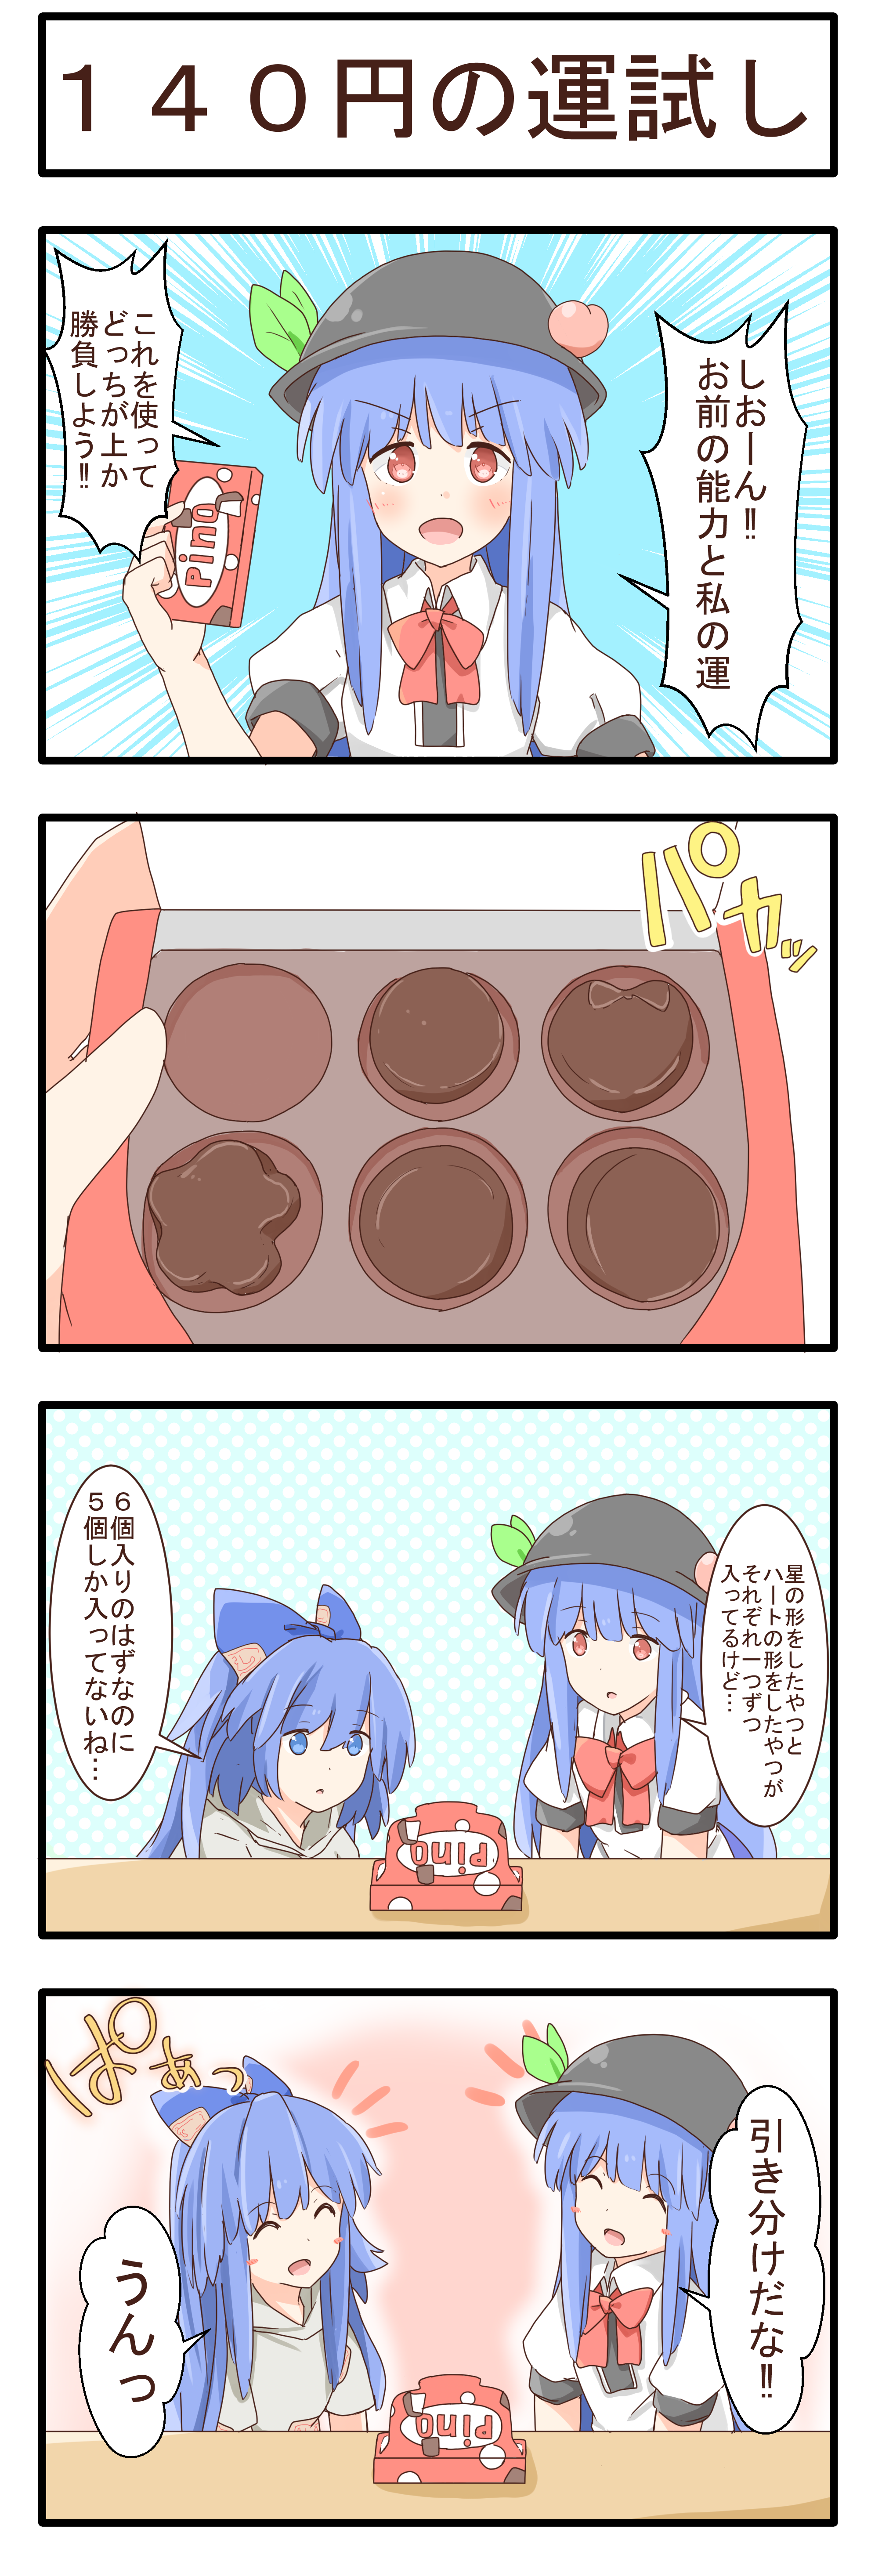 １４０円の運試し
しおーん!!
お前の能力と私の運
これを使って
どっちが上か
勝負しよう!!
Pino
パカッ
星の形をしたやつと
ハートの形をしたやつが
それぞれ一つずつ
入ってるけど…
６個入りのはずなのに
５個しか入ってないね…
pino
ぱあっ
引き分けだな!!
うんっ
pino